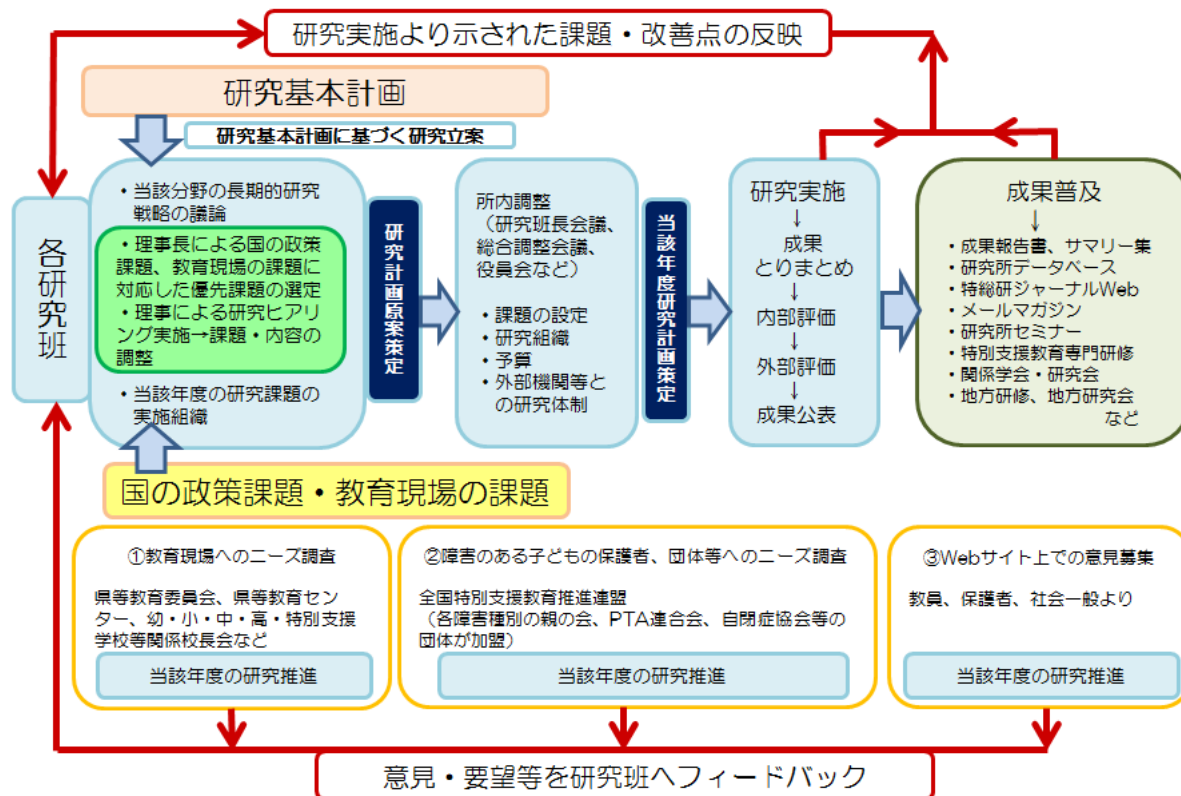 研究実施より示された課題・改善点の反映
研究基本計画
研究基本計画に基づく研究立案
各研究班
・当該分野の長期的研究
戦略の議論
・理事長による国の政策
課題、教育現場の課題に
対応した優先課題の選定
・理事による研究ヒアリ
ング実施→課題・内容の
調整
・当該年度の研究課題の
実施組織
研究計画原案策定
所内調整
（研究班長会議、
総合調整会議、
役員会など）
・課題の設定
・研究組織
・予算
・外部機関等と
の研究体制
当該年度研究計画策定
研究実施
↓
成果
とりまとめ
↓
内部評価
↓
外部評価
↓
成果公表
成果普及
↓
・成果報告書、サマリー集
・研究所データベース
・特総研ジャーナルWeb
・メールマガジン
・研究所セミナー
・特別支援教育専門研修
・関係学会・研究会
・地方研修、地方研究会
など
国の政策課題・教育現場の課題
①教育現場へのニーズ調査
県等教育委員会、県等教育セン
ター、幼・小・中・高・特別支援
学校等関係校長会など
当該年度の研究推進
②障害のある子どもの保護者、団体等へのニーズ調査
全国特別支援教育推進連盟
（各障害種別の親の会、PTA連合会、自閉症協会等の
団体が加盟）
当該年度の研究推進
③Webサイト上での意見募集
教員、保護者、社会一般より
当該年度の研究推進
意見・要望等を研究班へフィードバック